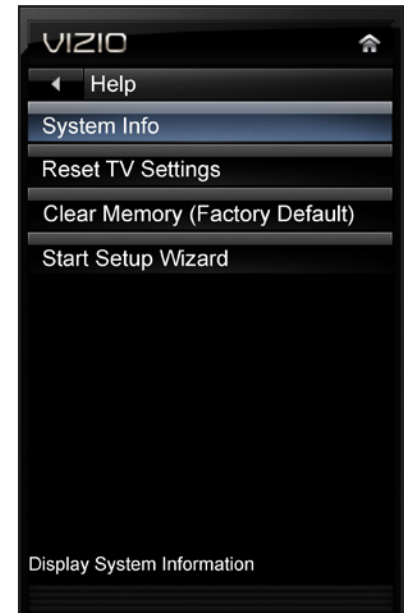 VIZIO
Help
System Info
Reset TV Settings
Clear Memory (Factory Default)
Start Setup Wizard
Display System Information